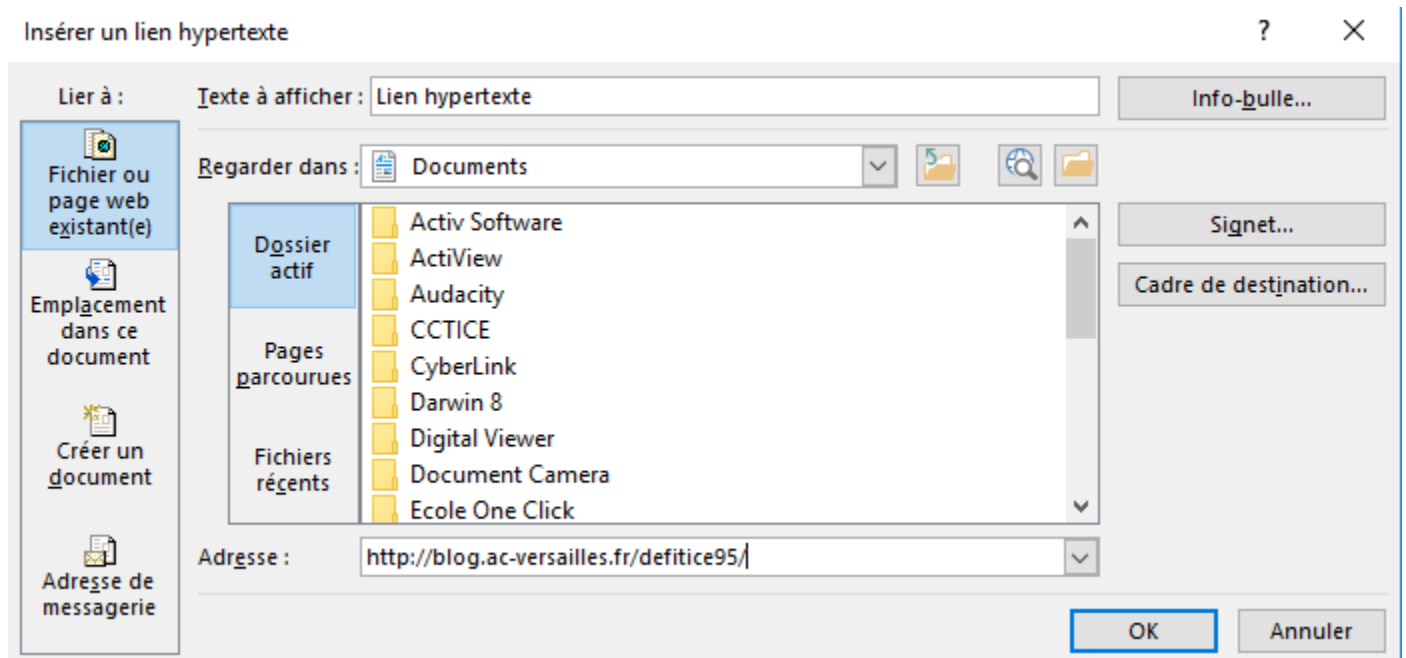 Insérer un lien hypertexte
?
Lier à :
Texte à afficher :
Lien hypertexte
Info-bulle...
Fichier ou
page web
existant(e)
Emplacement
dans ce
document
Créer un
document
Adresse de
messagerie
Regarder dans :
Documents
Dossier
actif
Pages
parcourues
Fichiers
récents
Activ Software
ActiView
Audacity
CCTICE
CyberLink
Darwin 8
Digital Viewer
Document Camera
Ecole One Click
Signet...
Cadre de destination...
Adresse :
http://blog.ac-versailles.fr/defitice95/
OK
Annuler